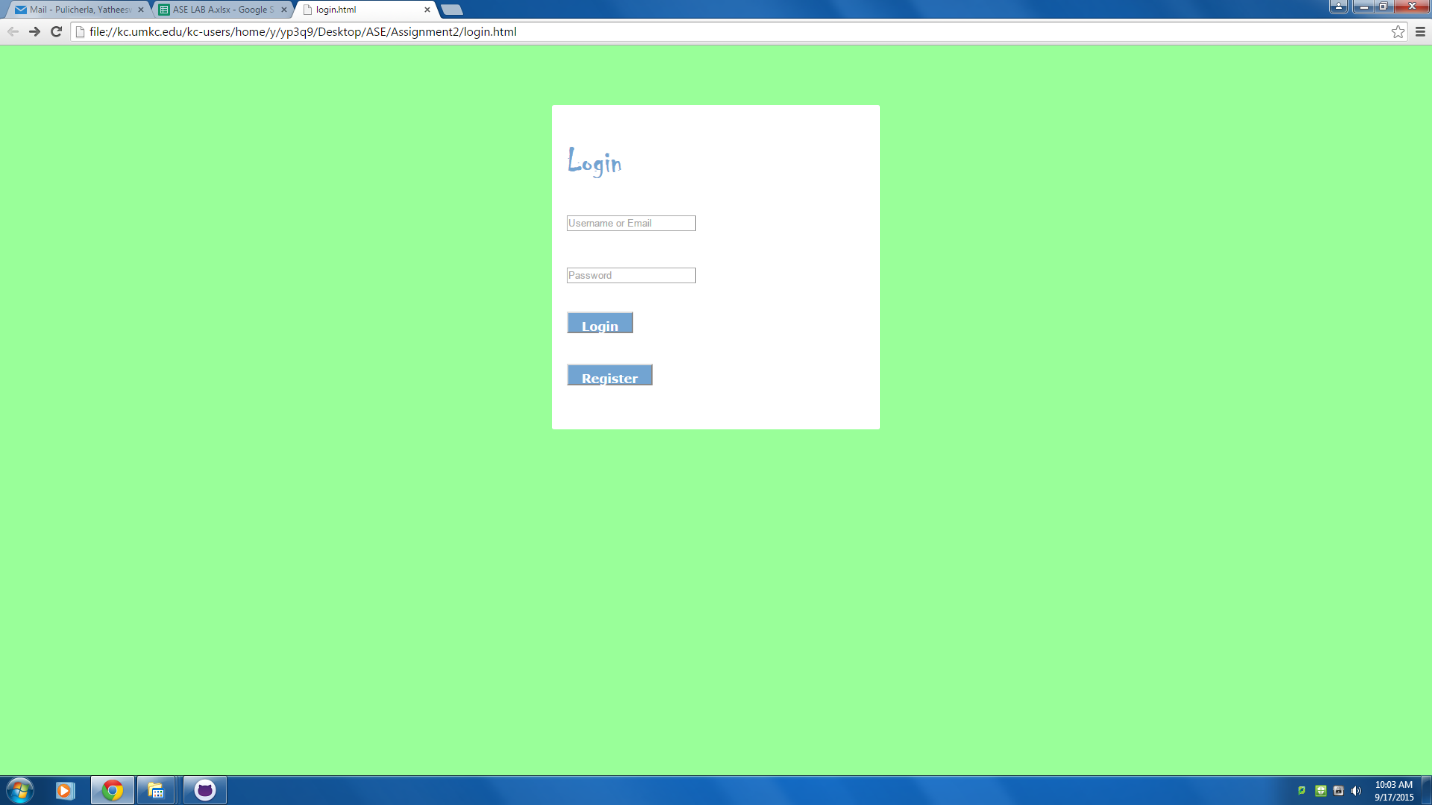 Mail - Pulicherla, Yathees
ASE LAB A.xlsx - Google S
login.html
file://kc.umkc.edu/kc-users/home/y/yp3q9/Desktop/ASE/Assignment2/login.html
Login
Username or Email
Password
Login
Register
10:03 AM
9/17/2015